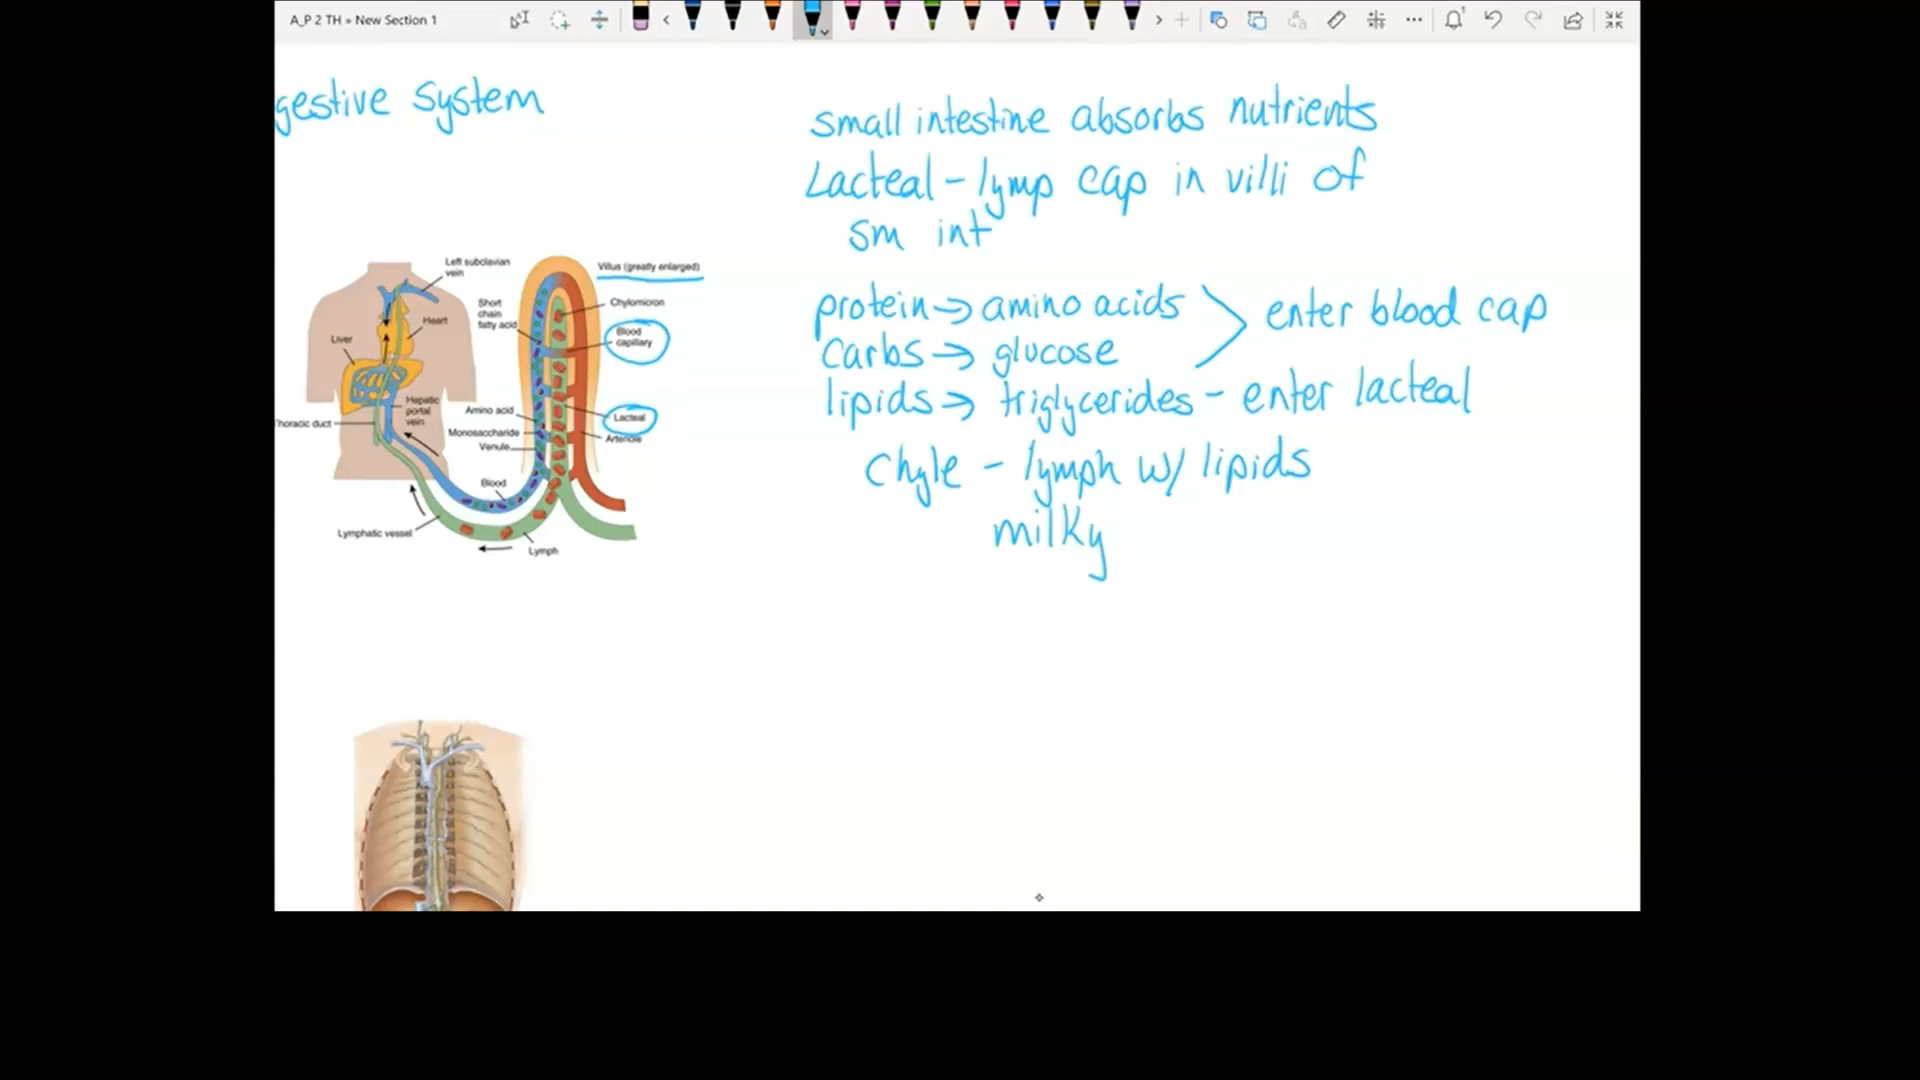 A_P 2 TH » New Section 1
gestive system
small intestine absorbs nutrients
Lacteal - lymp cap in villi of
sm int
protein → amino acids
carbs → glucose
enter blood cap
lipids → triglycerides - enter lacteal
chyle - lymph w/ lipids
milky
Left subclavian
vein
Heart
Liver
Hepatic
portal
vein
Thoracic duct
Lymphatic vessel
Short
chain
fatty acid
Amino acid
Monosaccharide
Venule
Blood
Lymph
Villus (greatly enlarged)
Chylomicron
Blood
capillary
Lacteal
Arteriole